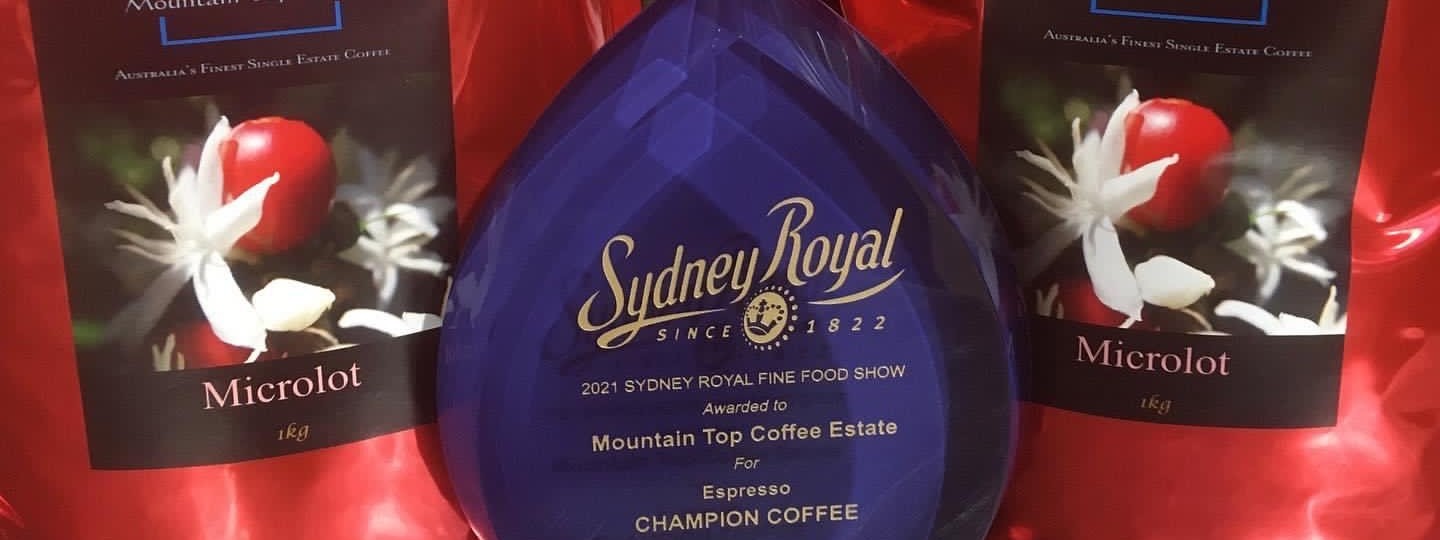 Mountain
AUSTRALIA'S FINEST SINGLE ESTATE COFFEE
Microlot
1kg
Sydney Royal
SINCE 1822
2021 SYDNEY ROYAL FINE FOOD SHOW
Awarded to
Mountain Top Coffee Estate
For
Espresso
CHAMPION COFFEE
AUSTRALIA'S FINEST SINGLE ESTATE COFFEE
Microlot
1kg